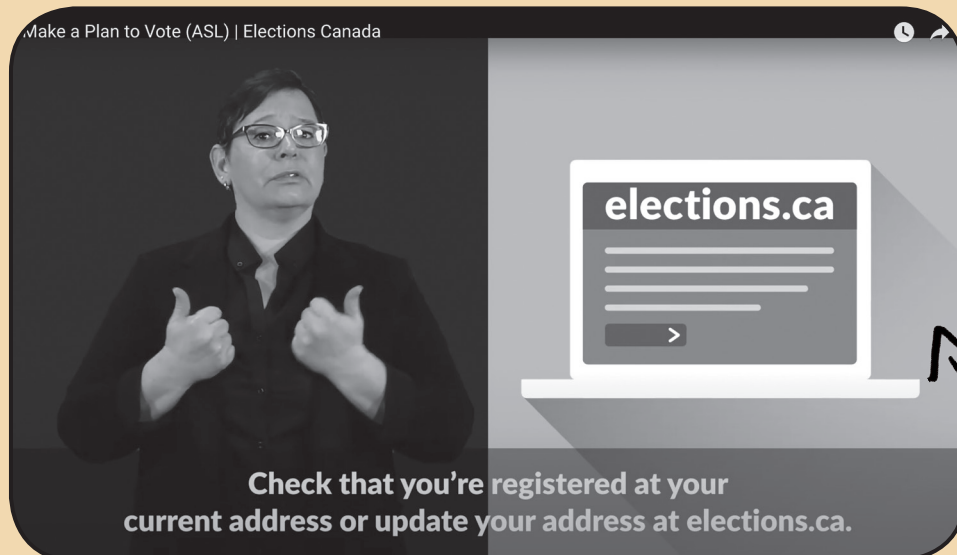 Make a Plan to Vote (ASL) | Elections Canada
elections.ca
Check that you're registered at your
current address or update your address at elections.ca.